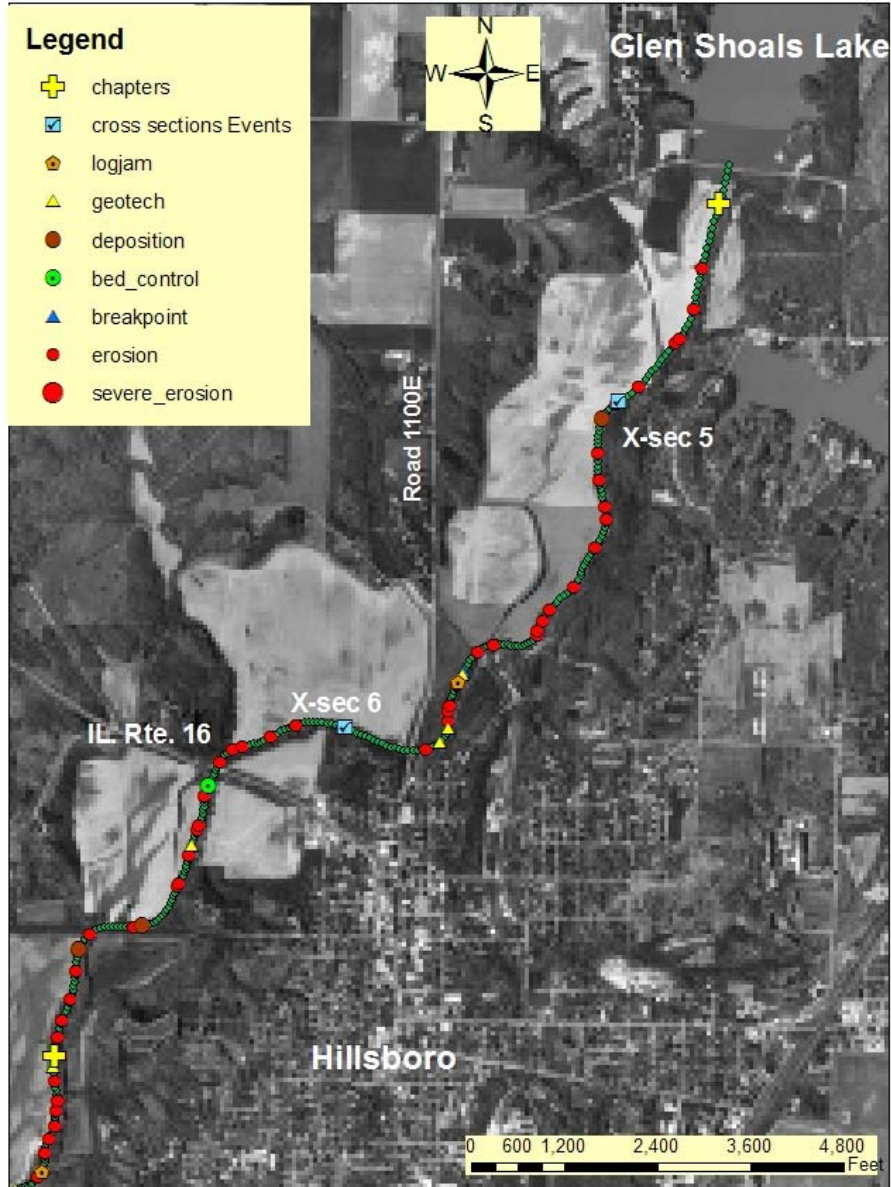 Legend
chapters
cross sections Events
logjam
geotech
deposition
bed_control
breakpoint
erosion
severe_erosion
N
W E
S
Glen Shoals Lake
Road 1100E
X-sec 5
X-sec 6
IL. Rte. 16
Hillsboro
0 600 1,200 2,400 3,600 4,800
Feet